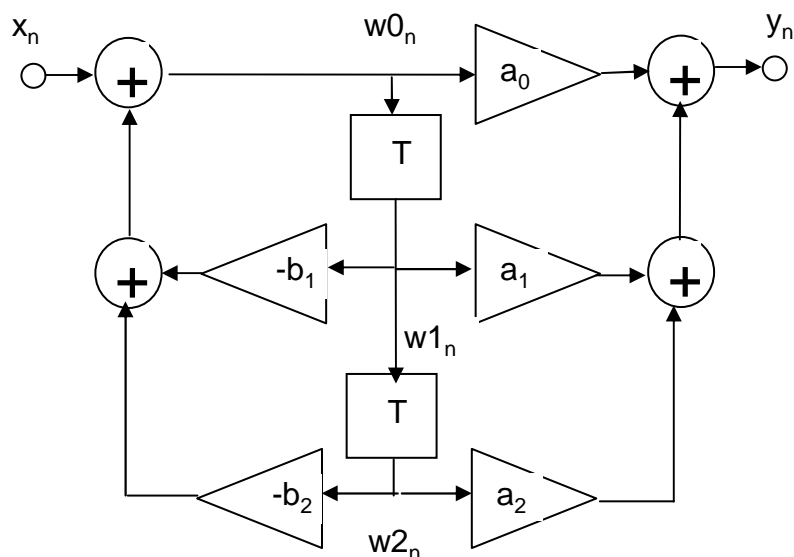 xₙ w0ₙ yₙ
+ a₀ +
T
+ -b₁ a₁ +
w1ₙ
T
-b₂ a₂
w2ₙ